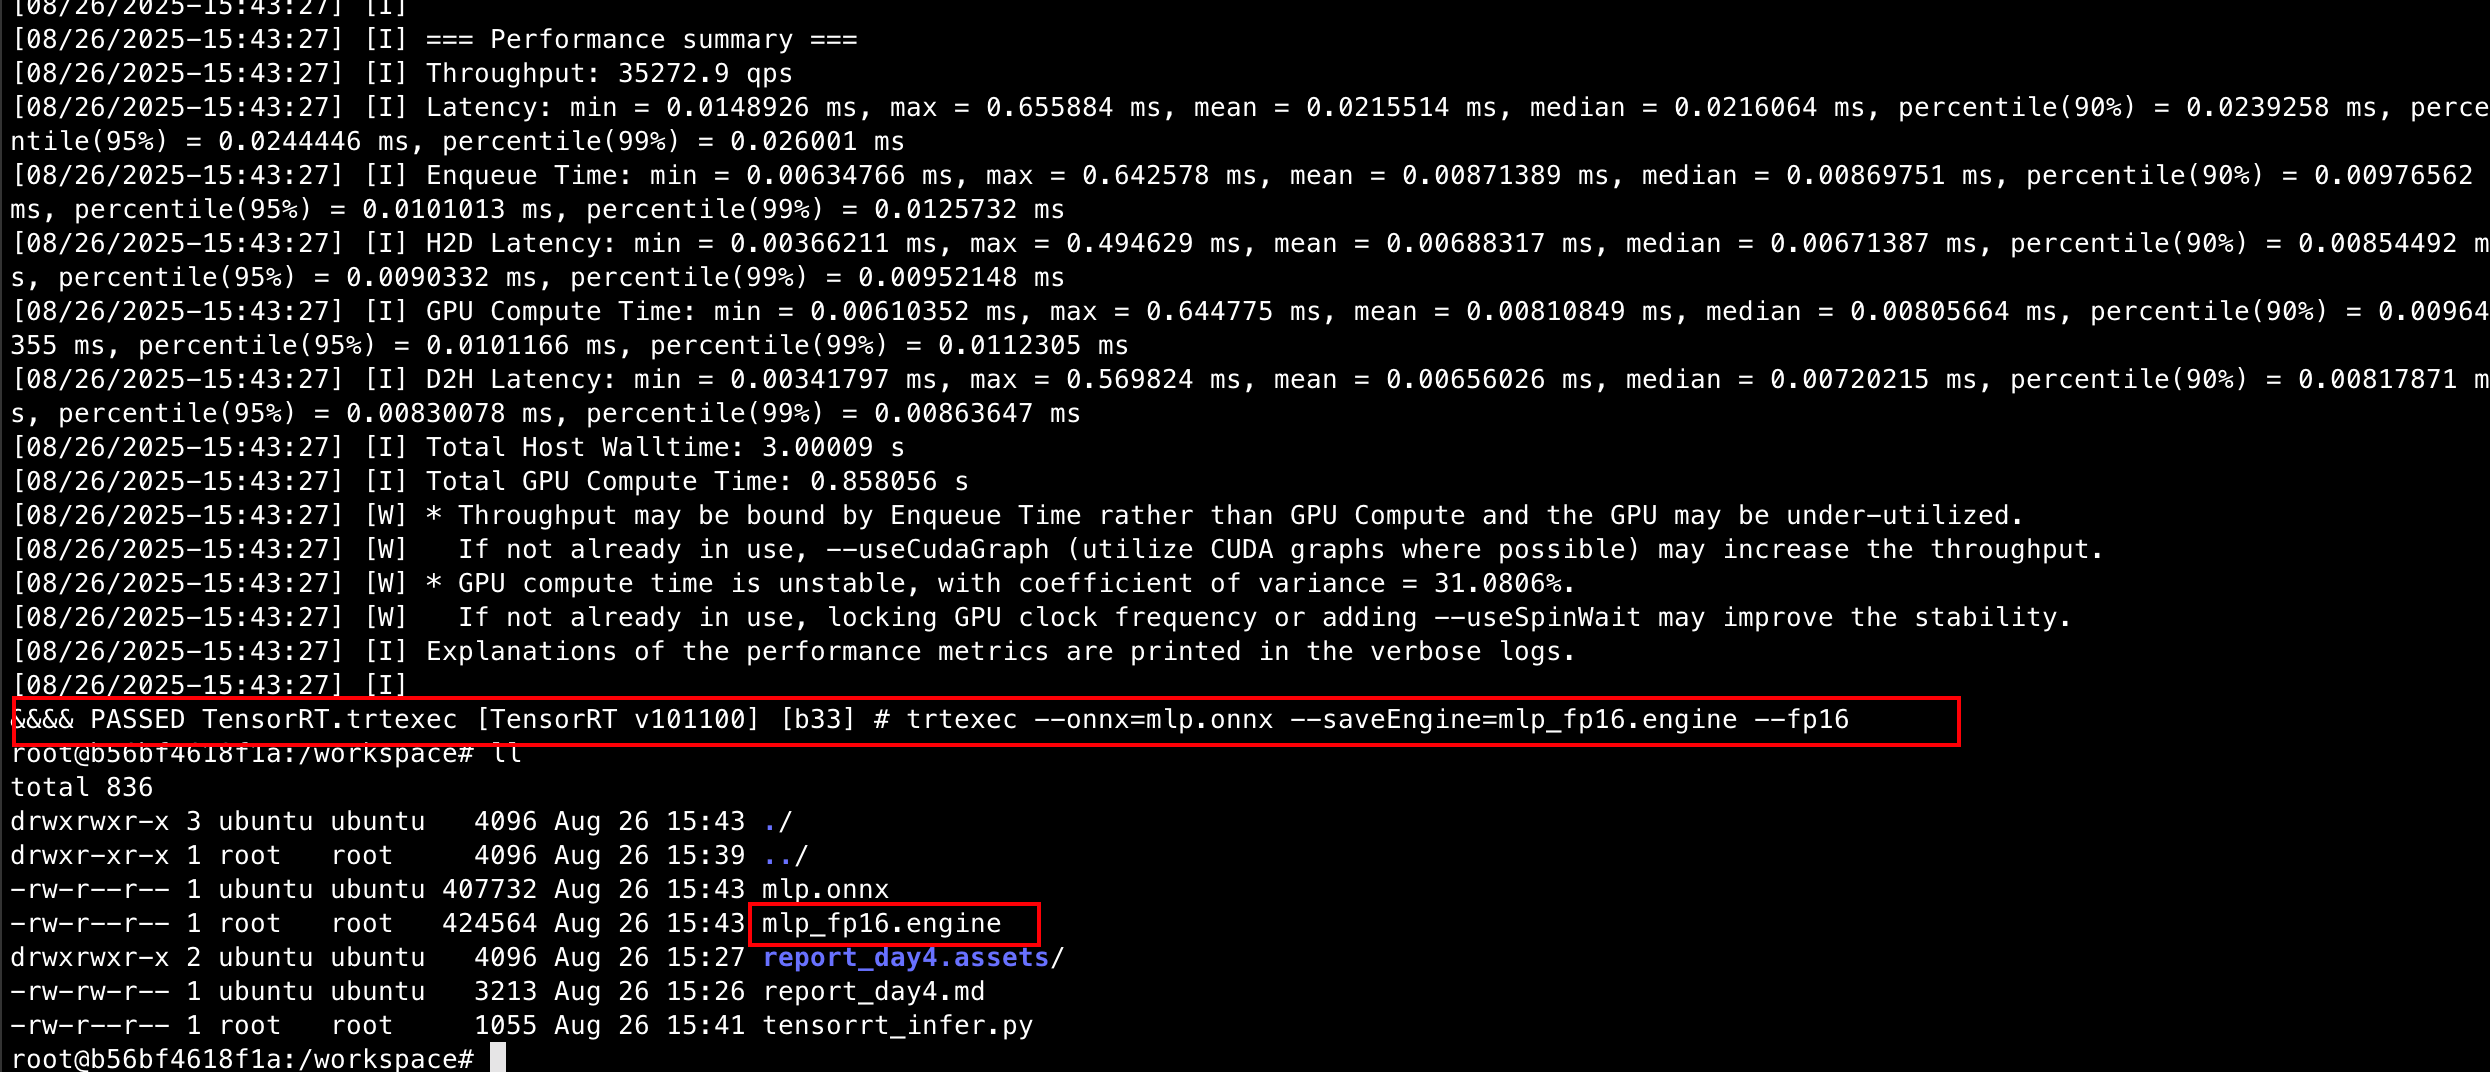 [08/26/2025-15:43:27] [I]
[08/26/2025-15:43:27] [I] === Performance summary ===
[08/26/2025-15:43:27] [I] Throughput: 35272.9 qps
[08/26/2025-15:43:27] [I] Latency: min = 0.0148926 ms, max = 0.655884 ms, mean = 0.0215514 ms, median = 0.0216064 ms, percentile(90%) = 0.0239258 ms, perce
ntile(95%) = 0.0244446 ms, percentile(99%) = 0.026001 ms
[08/26/2025-15:43:27] [I] Enqueue Time: min = 0.00634766 ms, max = 0.642578 ms, mean = 0.00871389 ms, median = 0.00869751 ms, percentile(90%) = 0.00976562
ms, percentile(95%) = 0.0101013 ms, percentile(99%) = 0.0125732 ms
[08/26/2025-15:43:27] [I] H2D Latency: min = 0.00366211 ms, max = 0.494629 ms, mean = 0.00688317 ms, median = 0.00671387 ms, percentile(90%) = 0.00854492 m
s, percentile(95%) = 0.0090332 ms, percentile(99%) = 0.00952148 ms
[08/26/2025-15:43:27] [I] GPU Compute Time: min = 0.00610352 ms, max = 0.644775 ms, mean = 0.00810849 ms, median = 0.00805664 ms, percentile(90%) = 0.00964
355 ms, percentile(95%) = 0.0101166 ms, percentile(99%) = 0.0112305 ms
[08/26/2025-15:43:27] [I] D2H Latency: min = 0.00341797 ms, max = 0.569824 ms, mean = 0.00656026 ms, median = 0.00720215 ms, percentile(90%) = 0.00817871 m
s, percentile(95%) = 0.00830078 ms, percentile(99%) = 0.00863647 ms
[08/26/2025-15:43:27] [I] Total Host Walltime: 3.00009 s
[08/26/2025-15:43:27] [I] Total GPU Compute Time: 0.858056 s
[08/26/2025-15:43:27] [W] * Throughput may be bound by Enqueue Time rather than GPU Compute and the GPU may be under-utilized.
[08/26/2025-15:43:27] [W]   If not already in use, --useCudaGraph (utilize CUDA graphs where possible) may increase the throughput.
[08/26/2025-15:43:27] [W] * GPU compute time is unstable, with coefficient of variance = 31.0806%.
[08/26/2025-15:43:27] [W]   If not already in use, locking GPU clock frequency or adding --useSpinWait may improve the stability.
[08/26/2025-15:43:27] [I] Explanations of the performance metrics are printed in the verbose logs.
[08/26/2025-15:43:27] [I]
&&&& PASSED TensorRT.trtexec [TensorRT v101100] [b33] # trtexec --onnx=mlp.onnx --saveEngine=mlp_fp16.engine --fp16
root@b56bf4618f1a:/workspace# ll
total 836
drwxrwxr-x 3 ubuntu ubuntu   4096 Aug 26 15:43 ./
drwxr-xr-x 1 root   root     4096 Aug 26 15:39 ../
-rw-r--r-- 1 ubuntu ubuntu 407732 Aug 26 15:43 mlp.onnx
-rw-r--r-- 1 root   root   424564 Aug 26 15:43 mlp_fp16.engine
drwxrwxr-x 2 ubuntu ubuntu   4096 Aug 26 15:27 report_day4.assets/
-rw-rw-r-- 1 ubuntu ubuntu   3213 Aug 26 15:26 report_day4.md
-rw-r--r-- 1 root   root     1055 Aug 26 15:41 tensorrt_infer.py
root@b56bf4618f1a:/workspace#